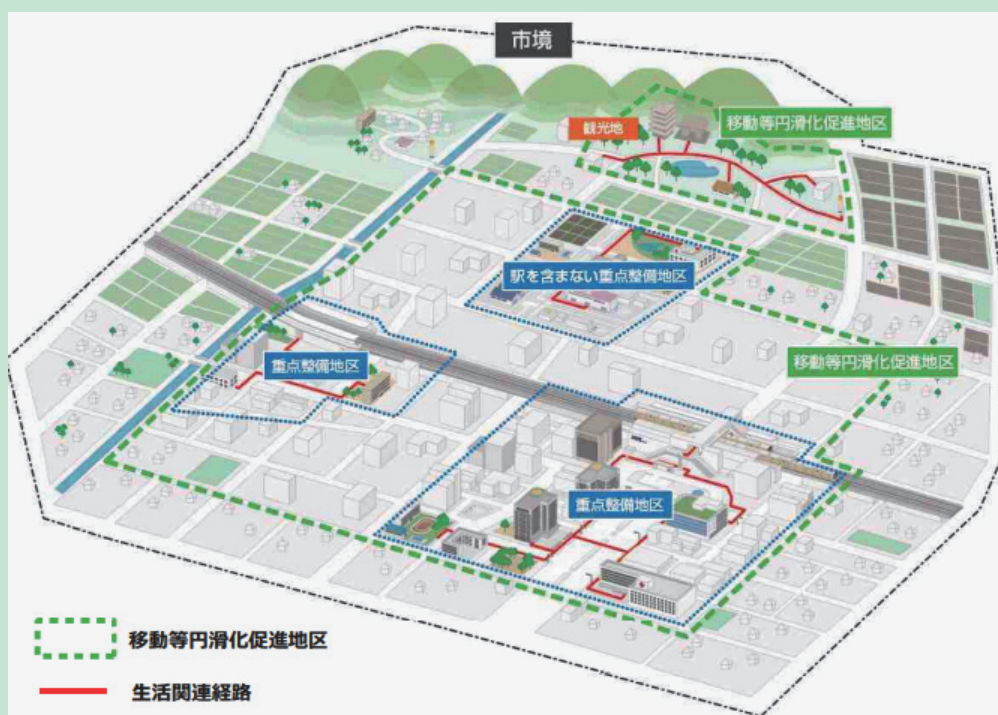 市境
観光地
移動等円滑化促進地区
駅を含まない重点整備地区
重点整備地区
移動等円滑化促進地区
重点整備地区
移動等円滑化促進地区
生活関連経路